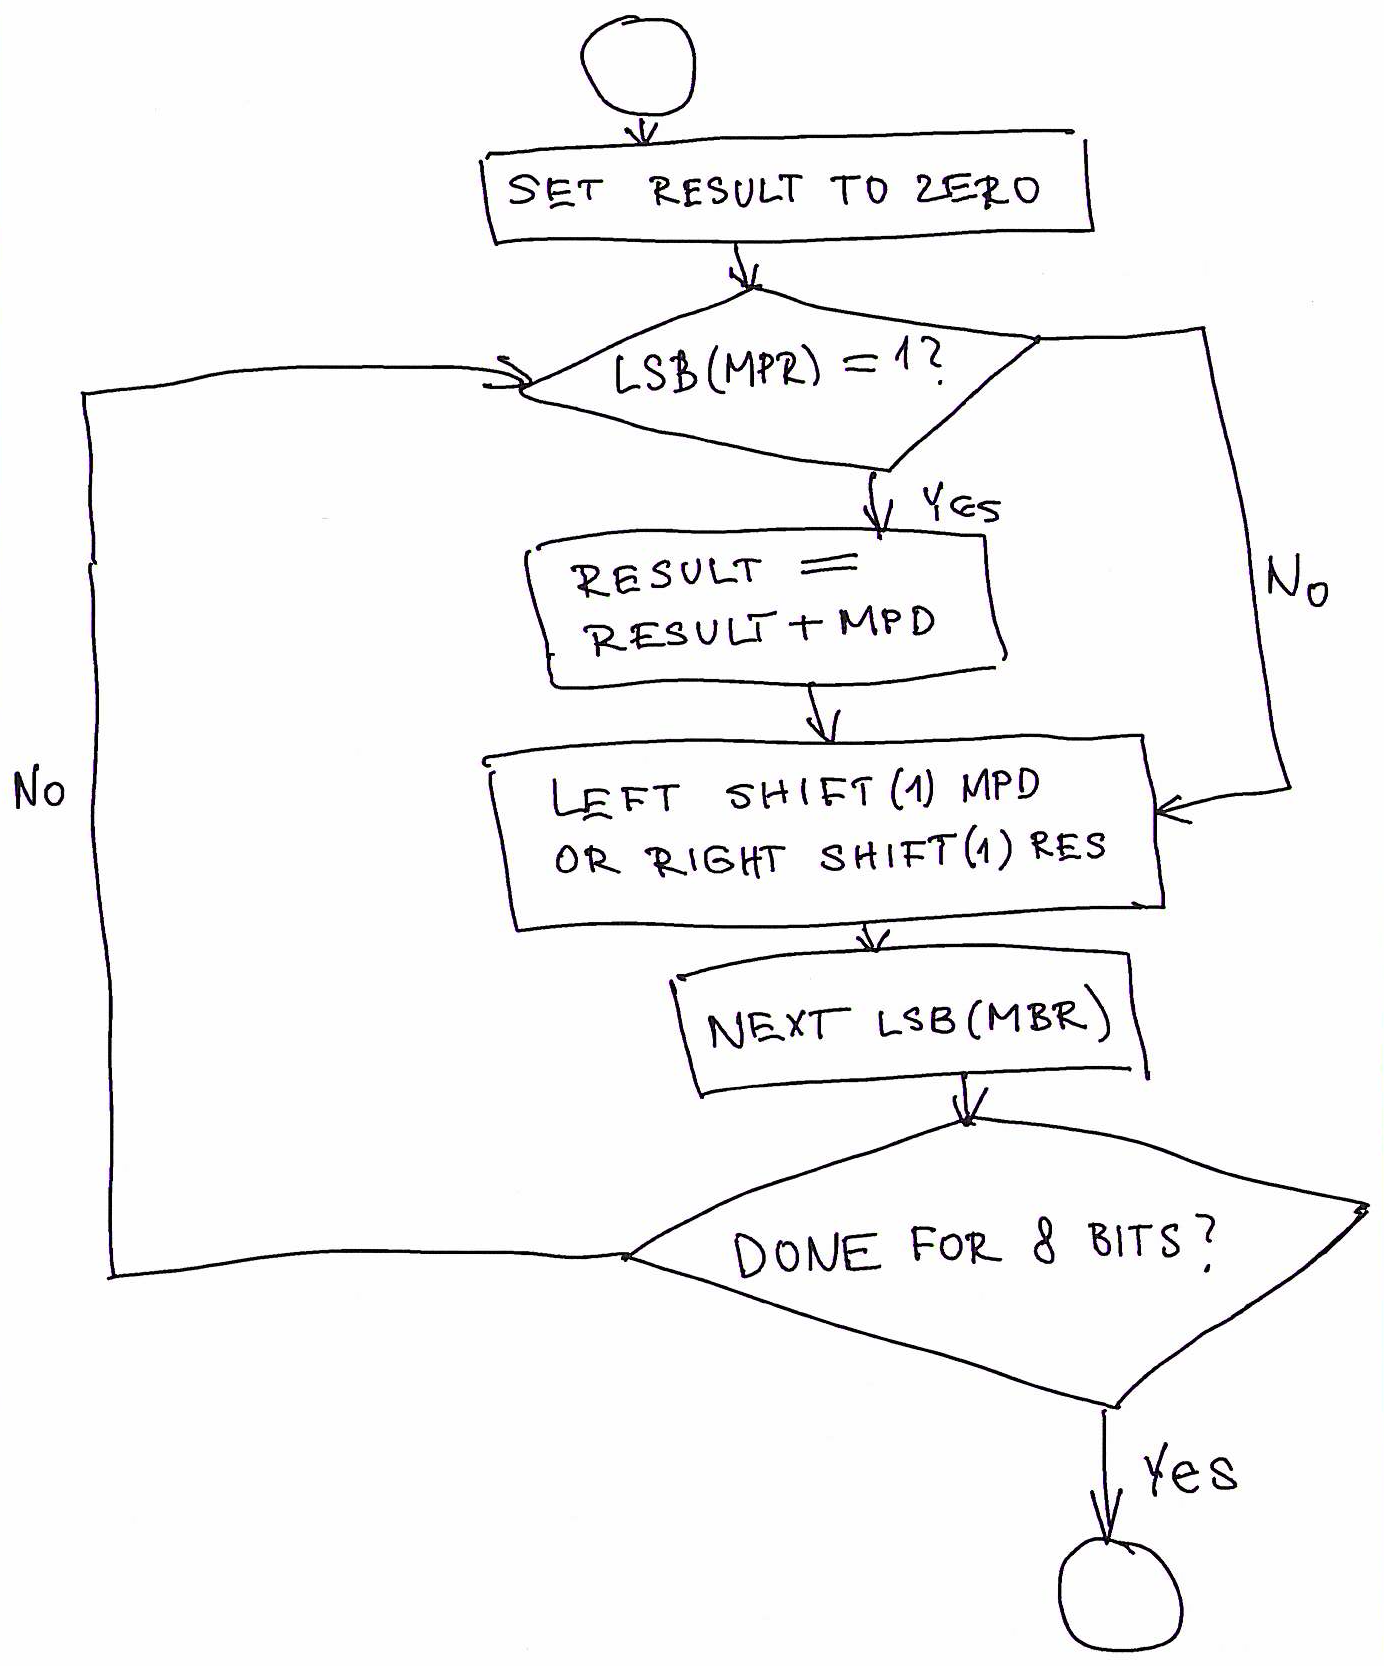 SET RESULT TO ZERO
LSB(MPR) = 1?
YES
RESULT =
RESULT + MPD
No
LEFT SHIFT(1) MPD
OR RIGHT SHIFT(1) RES
No
NEXT LSB(MBR)
DONE FOR 8 BITS?
Yes